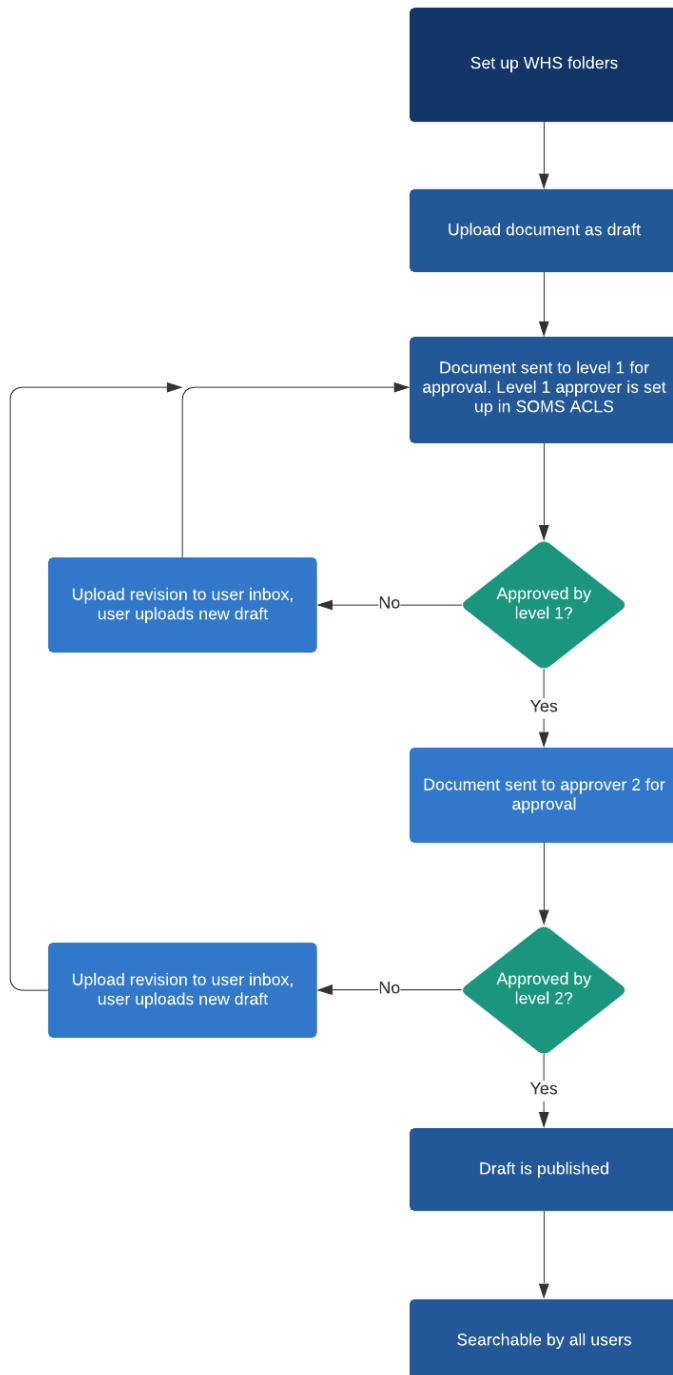 Set up WHS folders
Upload document as draft
Document sent to level 1 for
approval. Level 1 approver is set
up in SOMS ACLS
Approved by
level 1?
No
Upload revision to user inbox,
user uploads new draft
Yes
Document sent to approver 2 for
approval
Approved by
level 2?
No
Upload revision to user inbox,
user uploads new draft
Yes
Draft is published
Searchable by all users